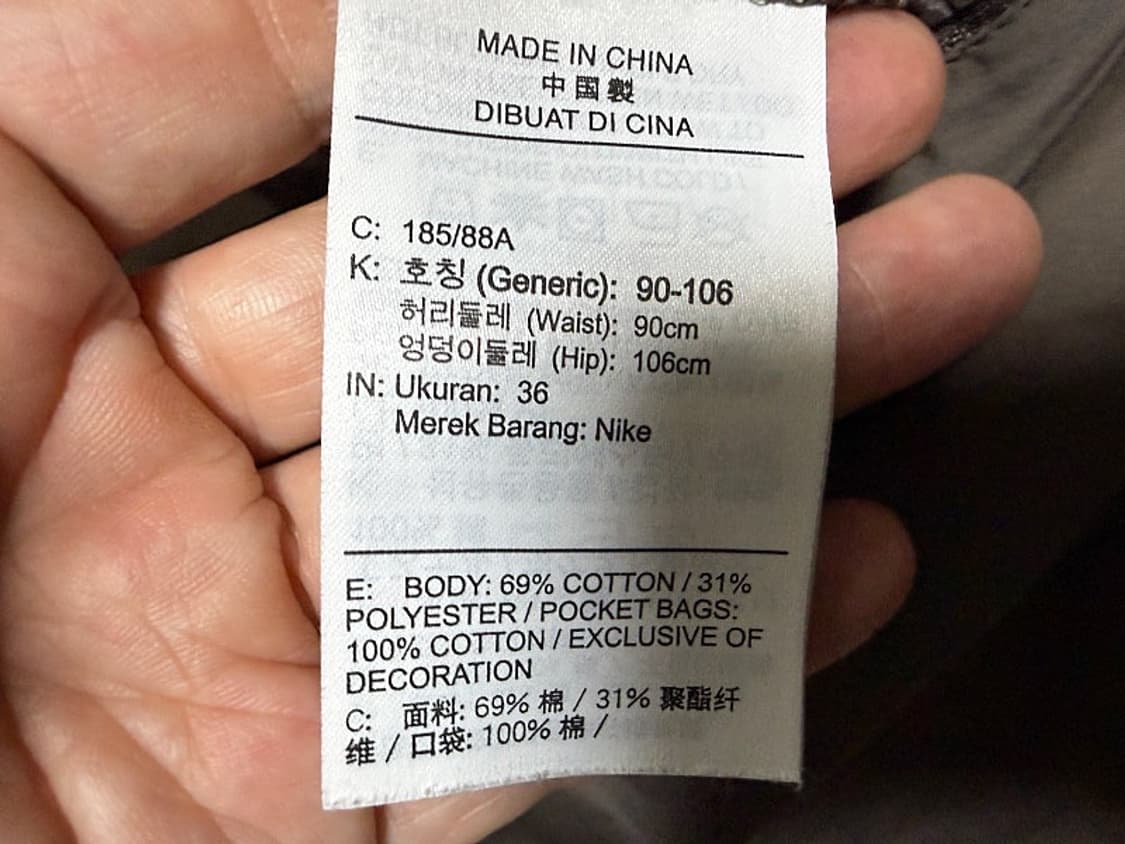 MADE IN CHINA
中国製
DIBUAT DI CINA
C: 185/88A
K: 호칭 (Generic): 90-106
허리둘레 (Waist): 90cm
엉덩이둘레 (Hip): 106cm
IN: Ukuran: 36
Merek Barang: Nike
E: BODY: 69% COTTON / 31%
POLYESTER / POCKET BAGS:
100% COTTON / EXCLUSIVE OF
DECORATION
C: 面料: 69% 棉 / 31% 聚酯纤
维 / 口袋: 100% 棉 /